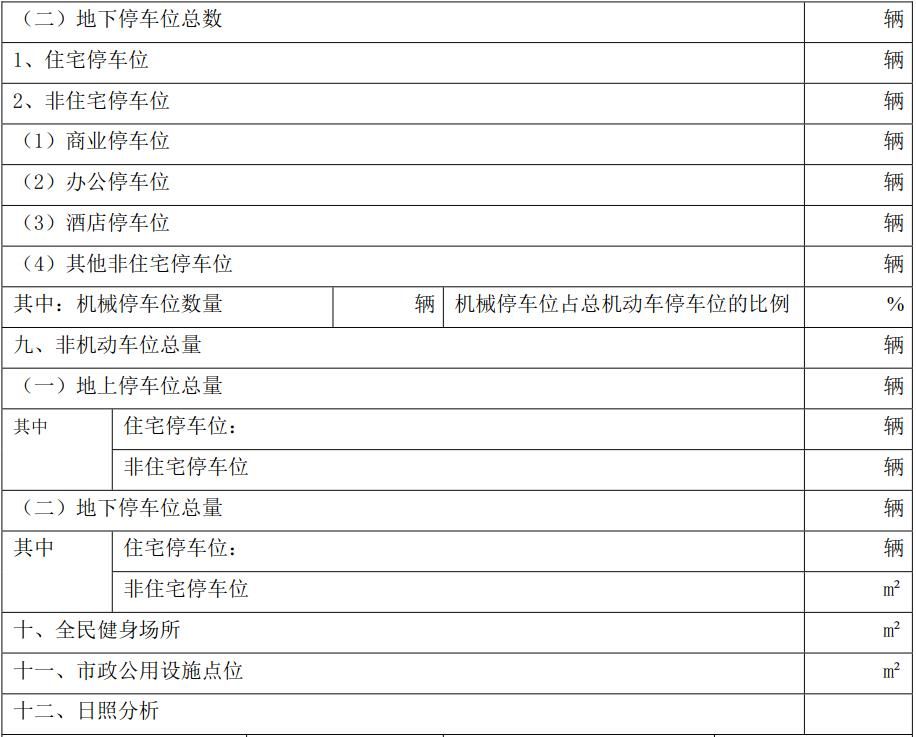 （二）地下停车位总数 辆
1、住宅停车位 辆
2、非住宅停车位 辆
（1）商业停车位 辆
（2）办公停车位 辆
（3）酒店停车位 辆
（4）其他非住宅停车位 辆
其中：机械停车位数量 辆 机械停车位占总机动车停车位的比例 %
九、非机动车位总量 辆
（一）地上停车位总量 辆
其中 住宅停车位： 辆
非住宅停车位 辆
（二）地下停车位总量 辆
其中 住宅停车位： 辆
非住宅停车位 m²
十、全民健身场所 m²
十一、市政公用设施点位 m²
十二、日照分析